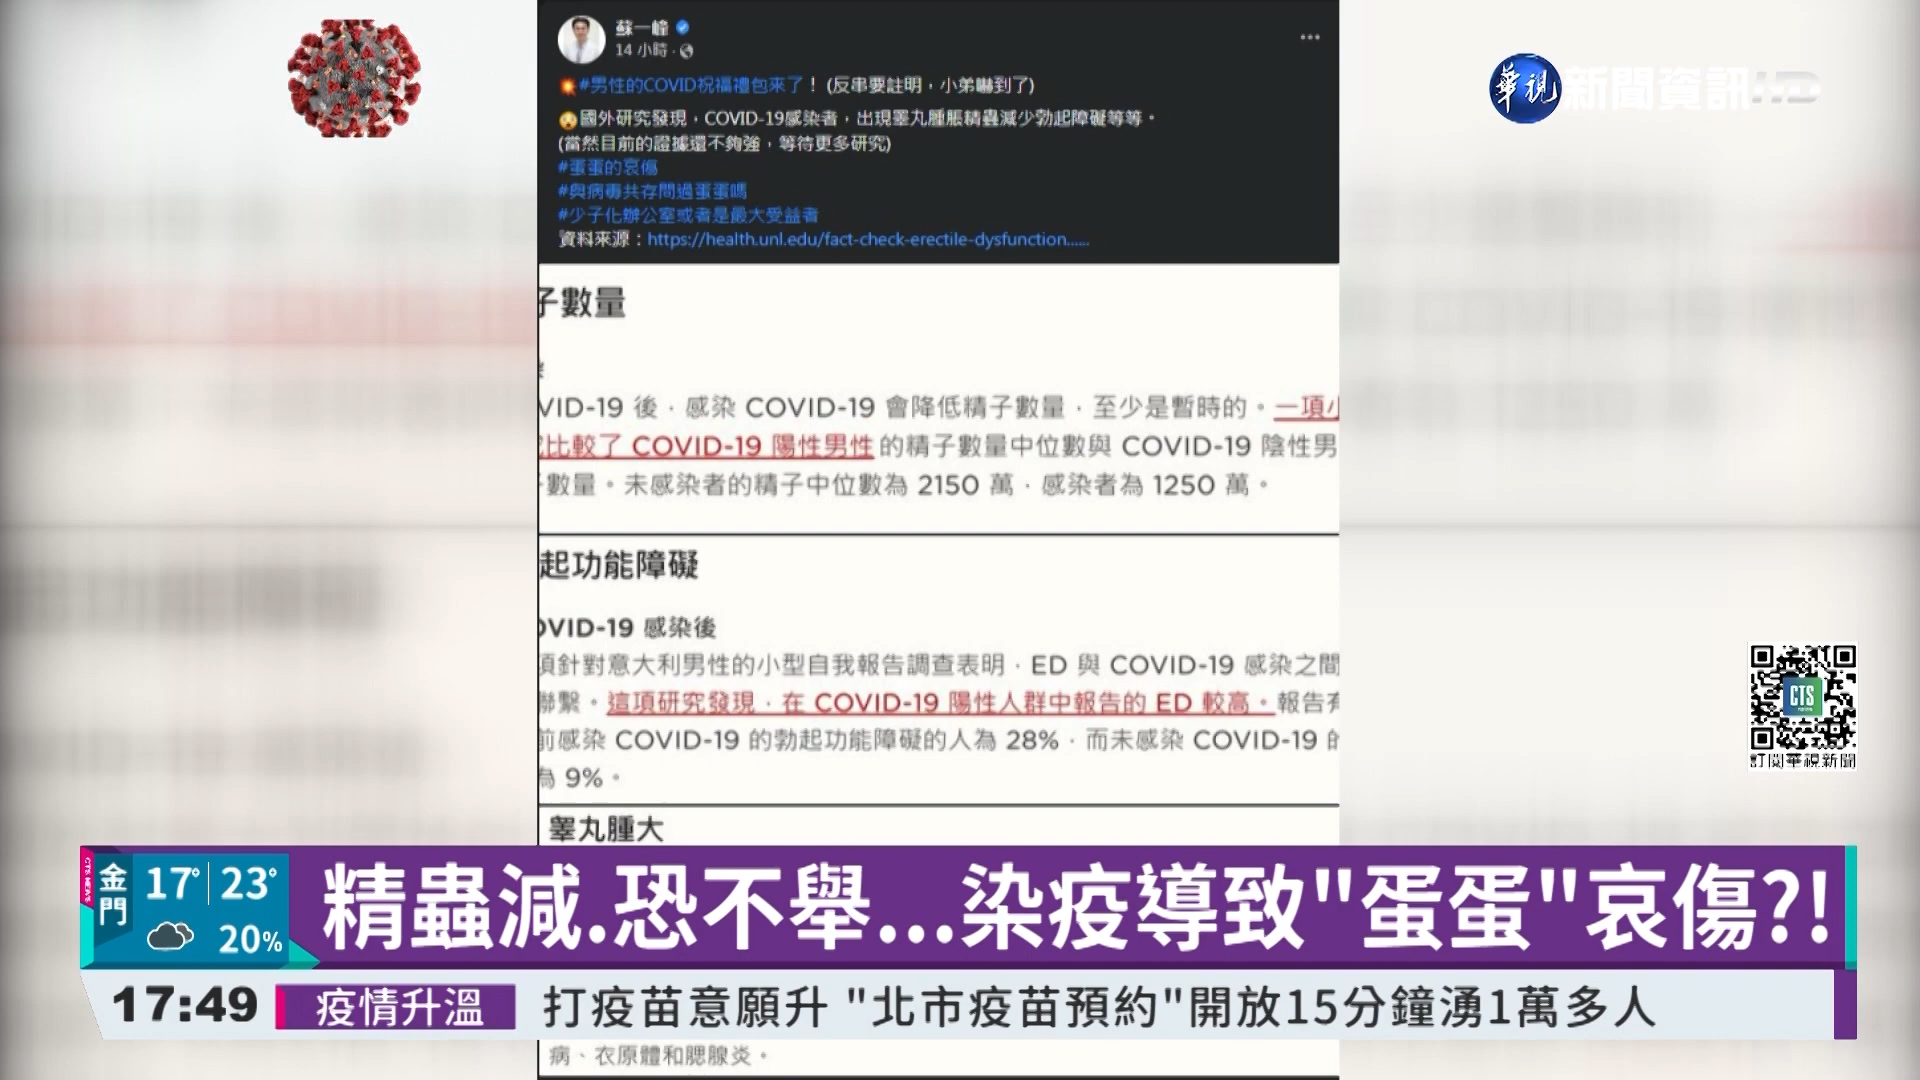 蘇一峰
14 小時
#男性的COVID祝福禮包來了！(反串要註明，小弟嚇到了)
國外研究發現，COVID-19感染者，出現睪丸腫脹精蟲減少勃起障礙等等。
(當然目前的證據還不夠強，等待更多研究)
#蛋蛋的哀傷
#與病毒共存問過蛋蛋嗎
#少子化辦公室或者是最大受益者
資料來源：https://health.unl.edu/fact-check-erectile-dysfunction......
華視新聞資訊HD
子數量
VID-19 後，感染 COVID-19 會降低精子數量，至少是暫時的。一項小
比較了 COVID-19 陽性男性 的精子數量中位數與 COVID-19 陰性男
數量。未感染者的精子中位數為 2150 萬，感染者為 1250 萬。
起功能障礙
OVID-19 感染後
項針對意大利男性的小型自我報告調查表明，ED 與 COVID-19 感染之間
聯繫。這項研究發現，在 COVID-19 陽性人群中報告的 ED 較高。報告有
前感染 COVID-19 的勃起功能障礙的人為 28%，而未感染 COVID-19 的
為 9%。
睪丸腫大
CTS
訂閱華視新聞
CTS NEWS
金門
17° 23°
20%
精蟲減.恐不舉...染疫導致"蛋蛋"哀傷?!
17:49
疫情升溫
打疫苗意願升 "北市疫苗預約"開放15分鐘湧1萬多人
病、衣原體和腮腺炎。